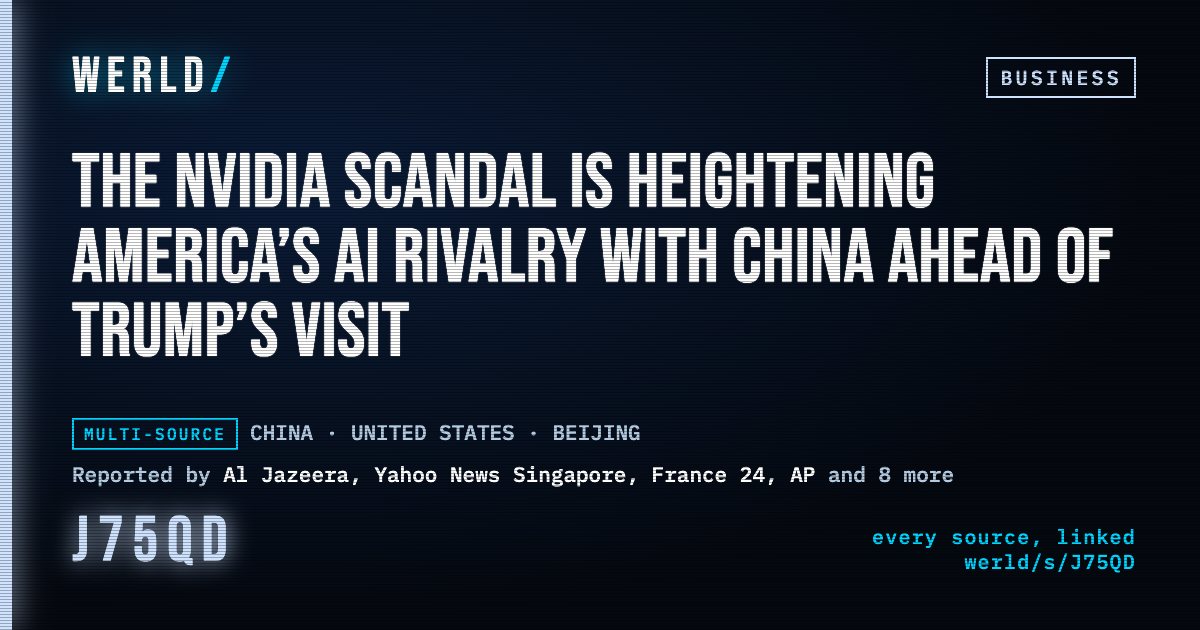 WERLD/
BUSINESS
THE NVIDIA SCANDAL IS HEIGHTENING
AMERICA’S AI RIVALRY WITH CHINA AHEAD OF
TRUMP’S VISIT
MULTI-SOURCE
CHINA · UNITED STATES · BEIJING
Reported by Al Jazeera, Yahoo News Singapore, France 24, AP and 8 more
J75QD
every source, linked
werld/s/J75QD